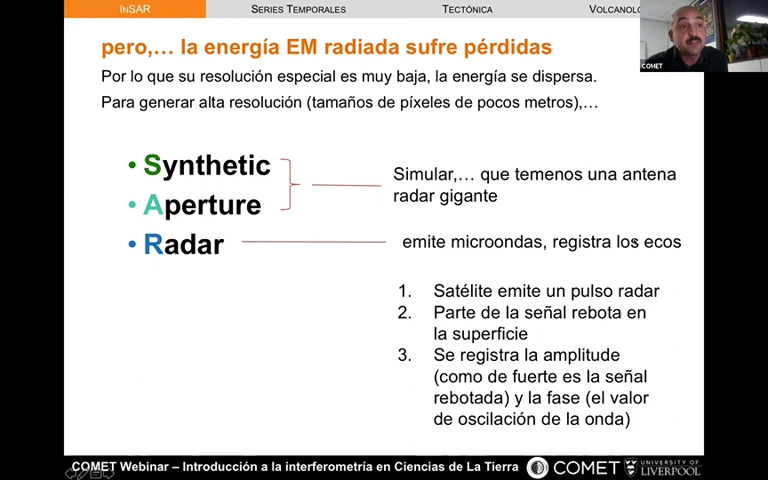 InSAR
Series Temporales
Tectónica
pero,… la energía EM radiada sufre pérdidas
Por lo que su resolución especial es muy baja, la energía se dispersa.
Para generar alta resolución (tamaños de píxeles de pocos metros),…
• Synthetic
• Aperture
• Radar
Simular,… que temenos una antena
radar gigante
emite microondas, registra los ecos
1. Satélite emite un pulso radar
2. Parte de la señal rebota en
la superficie
3. Se registra la amplitude
(como de fuerte es la señal
rebotada) y la fase (el valor
de oscilación de la onda)
COMET
COMET Webinar – Introducción a la interferometría en Ciencias de La Tierra
COMET
UNIVERSITY OF
LIVERPOOL